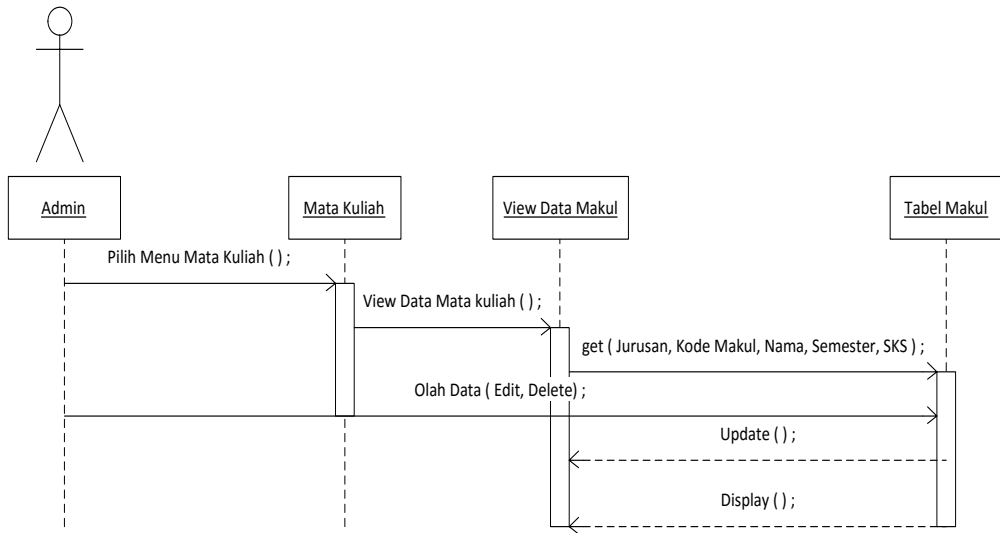 Admin
Mata Kuliah
View Data Makul
Tabel Makul
Pilih Menu Mata Kuliah ( ) ;
View Data Mata kuliah ( ) ;
get ( Jurusan, Kode Makul, Nama, Semester, SKS ) ;
Olah Data ( Edit, Delete) ;
Update ( ) ;
Display ( ) ;